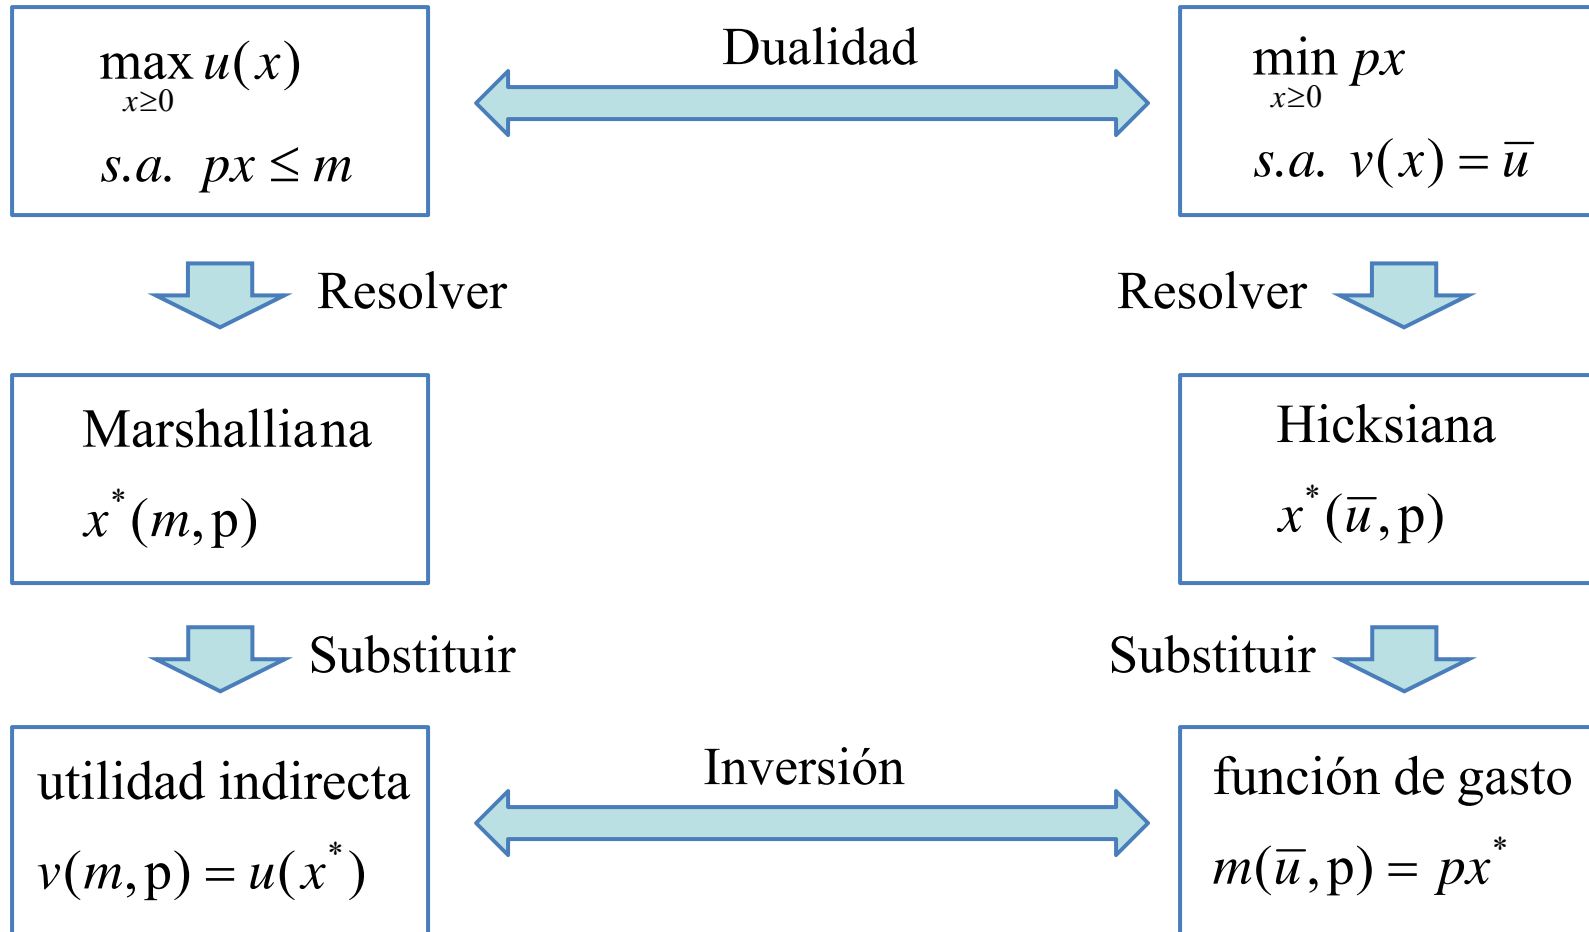 max u(x)
x≥0
s.a. px ≤ m
Dualidad
min px
x≥0
s.a. v(x) = u̅
Resolver
Resolver
Marshalliana
x*(m,p)
Hicksiana
x*(u̅,p)
Substituir
Substituir
utilidad indirecta
v(m,p) = u(x*)
Inversión
función de gasto
m(u̅,p) = px*